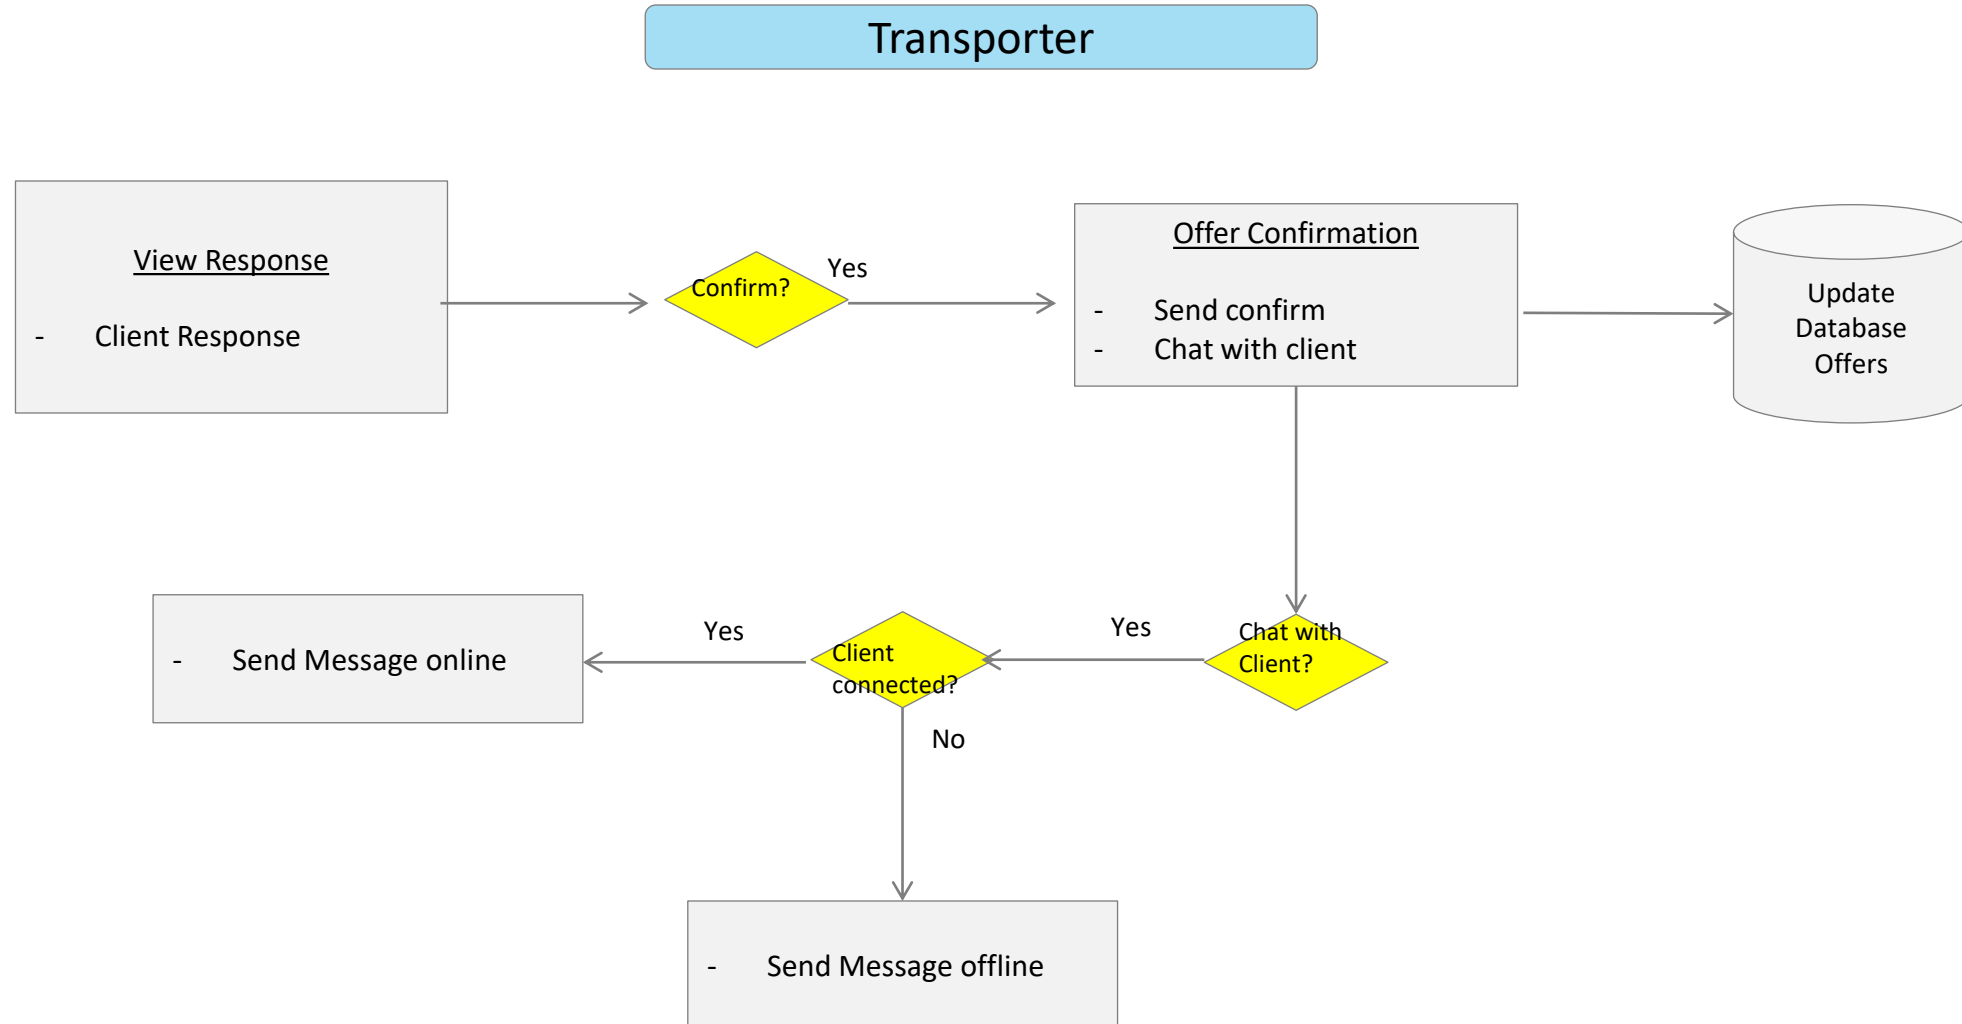 Transporter
View Response
- Client Response
Confirm?
Yes
Offer Confirmation
- Send confirm
- Chat with client
Update
Database
Offers
Chat with
Client?
Yes
Client
connected?
Yes
- Send Message online
No
- Send Message offline